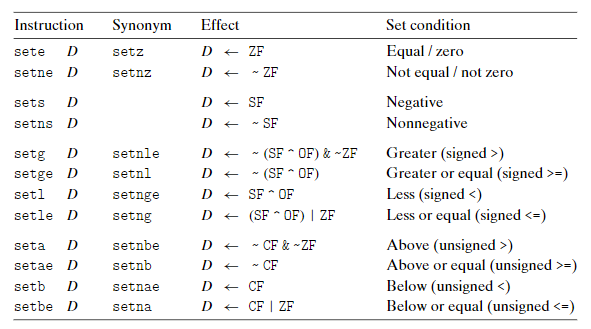 Instruction Synonym Effect Set condition
sete D setz D ← ZF Equal / zero
setne D setnz D ← ~ ZF Not equal / not zero
sets D D ← SF Negative
setns D D ← ~ SF Nonnegative
setg D setnle D ← ~ (SF ^ OF) & ~ZF Greater (signed >)
setge D setnl D ← ~ (SF ^ OF) Greater or equal (signed >=)
setl D setnge D ← SF ^ OF Less (signed <)
setle D setng D ← (SF ^ OF) | ZF Less or equal (signed <=)
seta D setnbe D ← ~ CF & ~ZF Above (unsigned >)
setae D setnb D ← ~ CF Above or equal (unsigned >=)
setb D setnae D ← CF Below (unsigned <)
setbe D setna D ← CF | ZF Below or equal (unsigned <=)